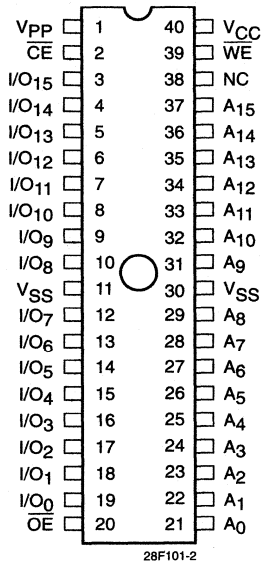 VPP 1 40 VCC
CE 2 39 WE
I/O15 3 38 NC
I/O14 4 37 A15
I/O13 5 36 A14
I/O12 6 35 A13
I/O11 7 34 A12
I/O10 8 33 A11
I/O9 9 32 A10
I/O8 10 31 A9
VSS 11 30 VSS
I/O7 12 29 A8
I/O6 13 28 A7
I/O5 14 27 A6
I/O4 15 26 A5
I/O3 16 25 A4
I/O2 17 24 A3
I/O1 18 23 A2
I/O0 19 22 A1
OE 20 21 A0
28F101-2